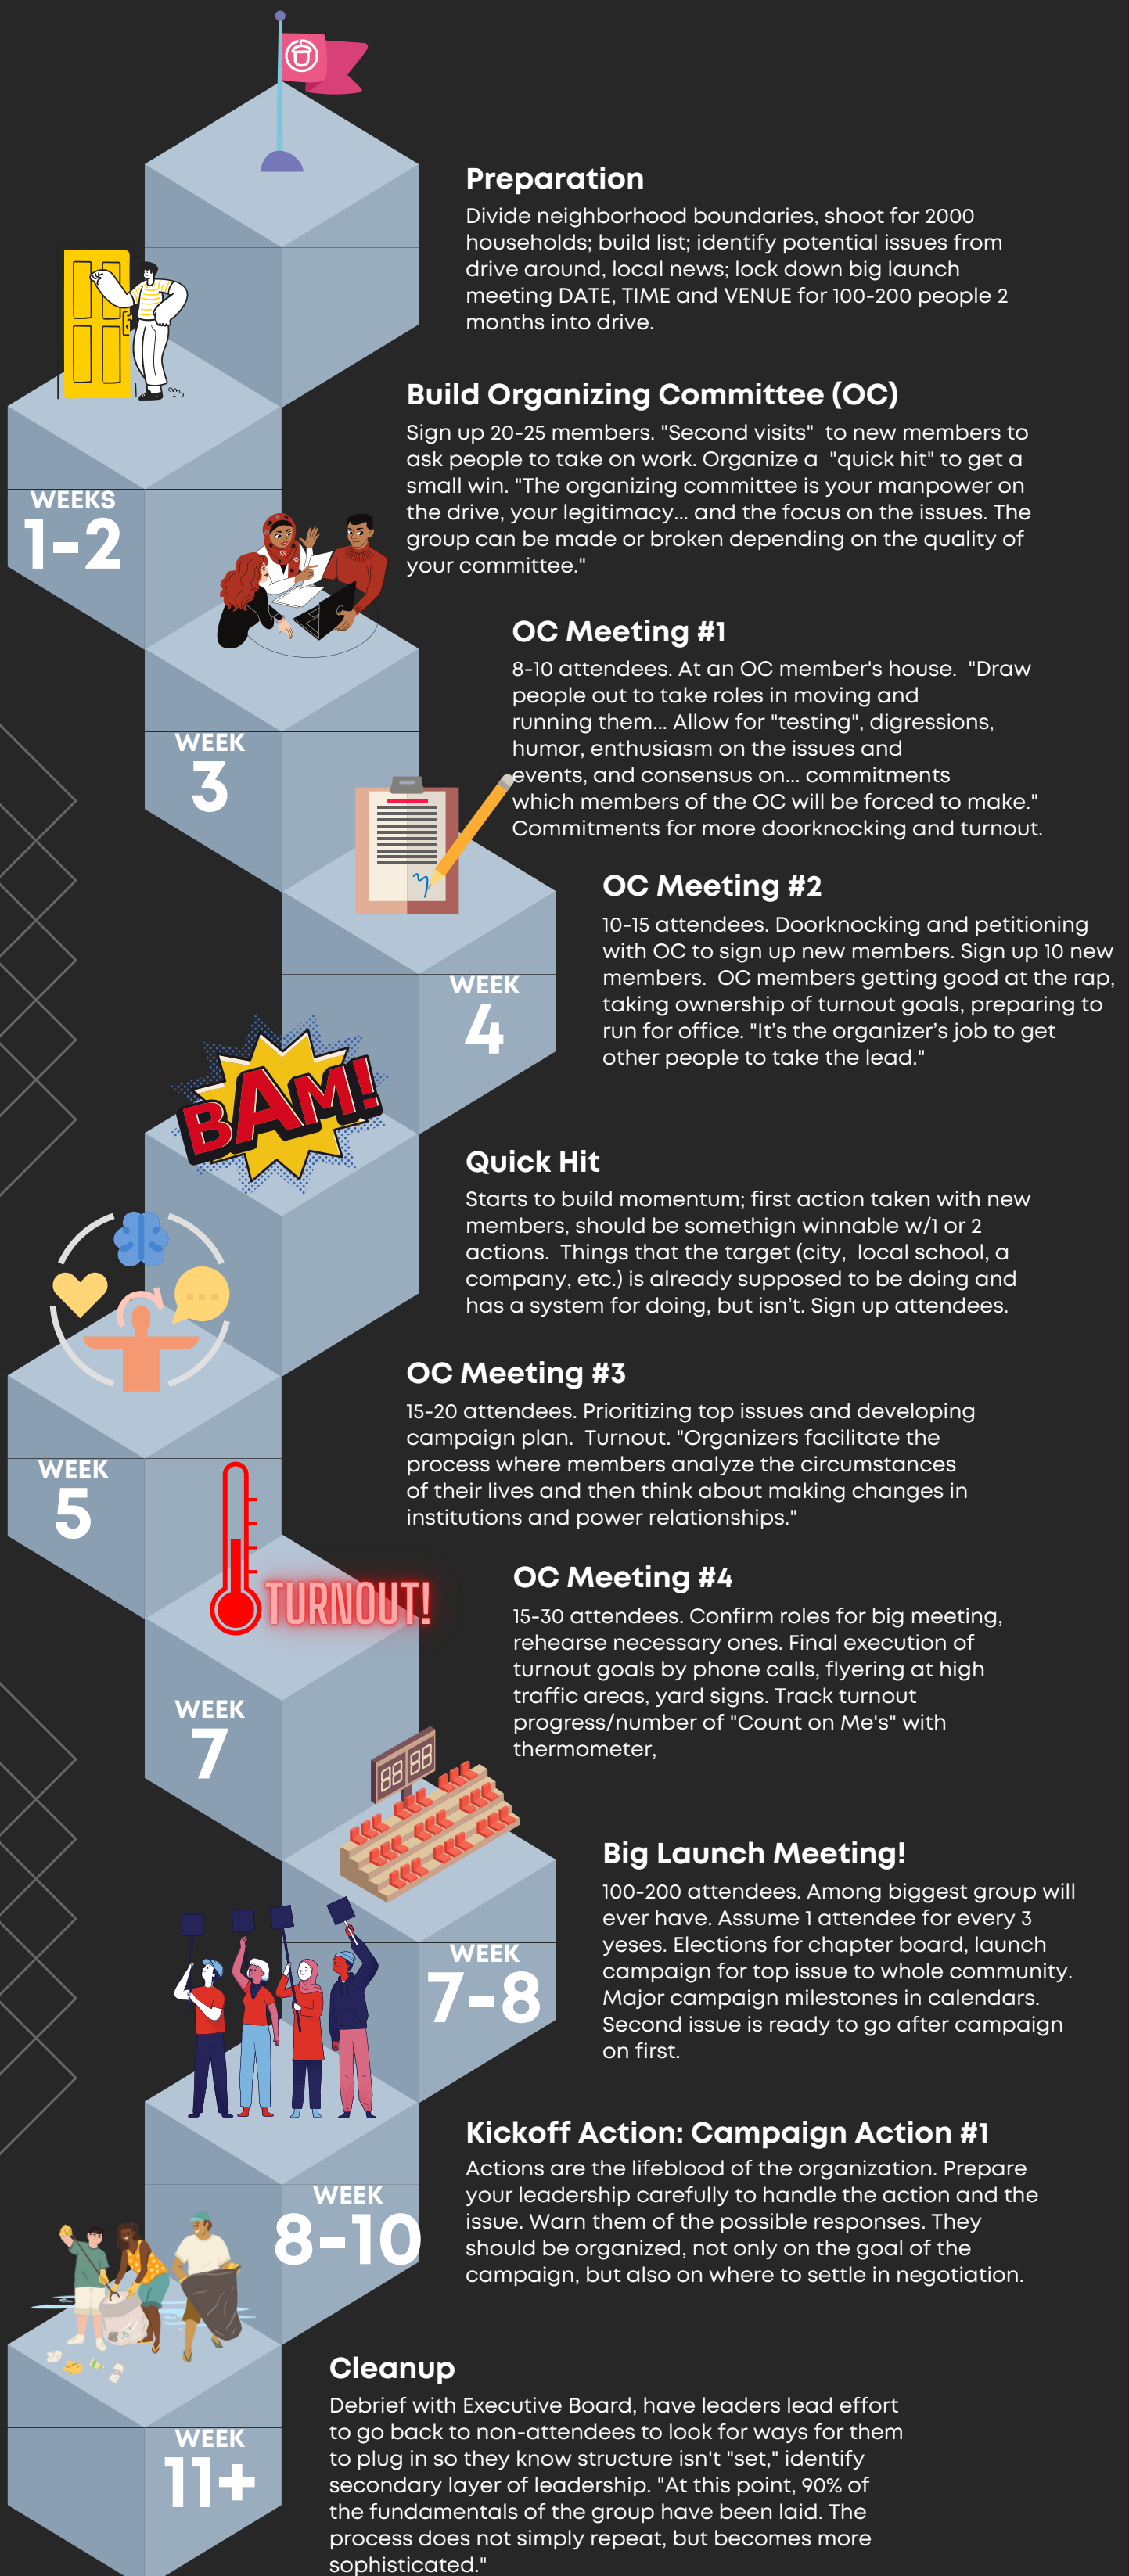 Preparation
Divide neighborhood boundaries, shoot for 2000
households; build list; identify potential issues from
drive around, local news; lock down big launch
meeting DATE, TIME and VENUE for 100-200 people 2
months into drive.
Build Organizing Committee (OC)
Sign up 20-25 members. "Second visits"  to new members to
ask people to take on work. Organize a  "quick hit" to get a
small win. "The organizing committee is your manpower on
the drive, your legitimacy... and the focus on the issues. The
group can be made or broken depending on the quality of
your committee."
WEEKS
1-2
OC Meeting #1
8-10 attendees. At an OC member's house.  "Draw
people out to take roles in moving and
running them... Allow for "testing", digressions,
humor, enthusiasm on the issues and
events, and consensus on... commitments
which members of the OC will be forced to make."
Commitments for more doorknocking and turnout.
WEEK
3
OC Meeting #2
10-15 attendees. Doorknocking and petitioning
with OC to sign up new members. Sign up 10 new
members.  OC members getting good at the rap,
taking ownership of turnout goals, preparing to
run for office. "It's the organizer's job to get
other people to take the lead."
WEEK
4
BAM!
Quick Hit
Starts to build momentum; first action taken with new
members, should be somethign winnable w/1 or 2
actions.  Things that the target (city,  local school, a
company, etc.) is already supposed to be doing and
has a system for doing, but isn't. Sign up attendees.
OC Meeting #3
15-20 attendees. Prioritizing top issues and developing
campaign plan.  Turnout. "Organizers facilitate the
process where members analyze the circumstances
of their lives and then think about making changes in
institutions and power relationships."
WEEK
5
OC Meeting #4
15-30 attendees. Confirm roles for big meeting,
rehearse necessary ones. Final execution of
turnout goals by phone calls, flyering at high
traffic areas, yard signs. Track turnout
progress/number of "Count on Me's" with
thermometer,
TURNOUT!
WEEK
7
88 88
Big Launch Meeting!
100-200 attendees. Among biggest group will
ever have. Assume 1 attendee for every 3
yeses. Elections for chapter board, launch
campaign for top issue to whole community.
Major campaign milestones in calendars.
Second issue is ready to go after campaign
on first.
WEEK
7-8
Kickoff Action: Campaign Action #1
Actions are the lifeblood of the organization. Prepare
your leadership carefully to handle the action and the
issue. Warn them of the possible responses. They
should be organized, not only on the goal of the
campaign, but also on where to settle in negotiation.
WEEK
8-10
Cleanup
Debrief with Executive Board, have leaders lead effort
to go back to non-attendees to look for ways for them
to plug in so they know structure isn't "set," identify
secondary layer of leadership. "At this point, 90% of
the fundamentals of the group have been laid. The
process does not simply repeat, but becomes more
sophisticated."
WEEK
11+